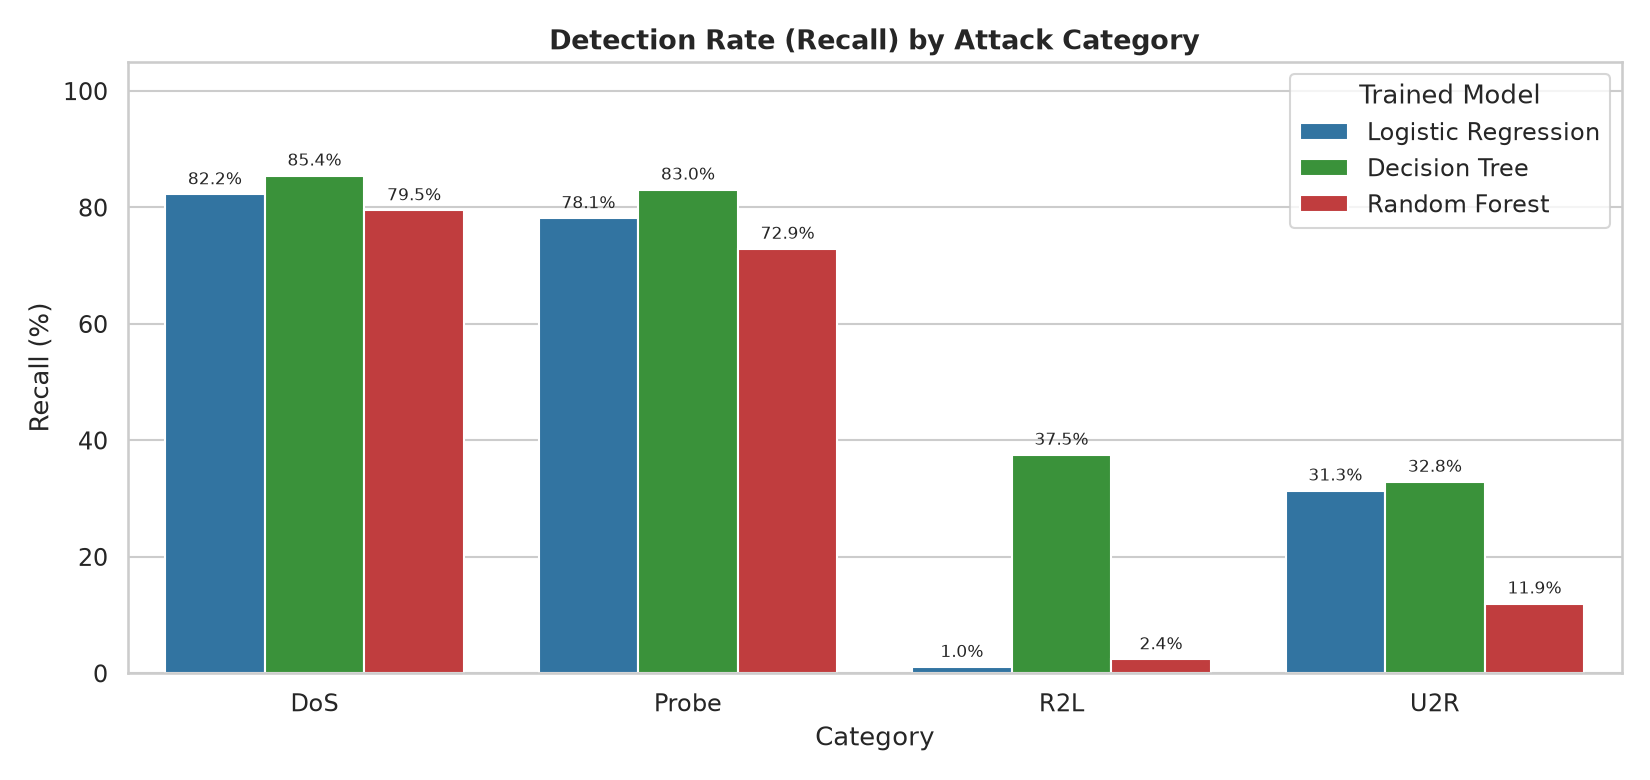 Detection Rate (Recall) by Attack Category
Trained Model
Logistic Regression
Decision Tree
Random Forest
Recall (%)
100
80
60
40
20
0
82.2%
85.4%
79.5%
78.1%
83.0%
72.9%
1.0%
37.5%
2.4%
31.3%
32.8%
11.9%
DoS
Probe
R2L
U2R
Category